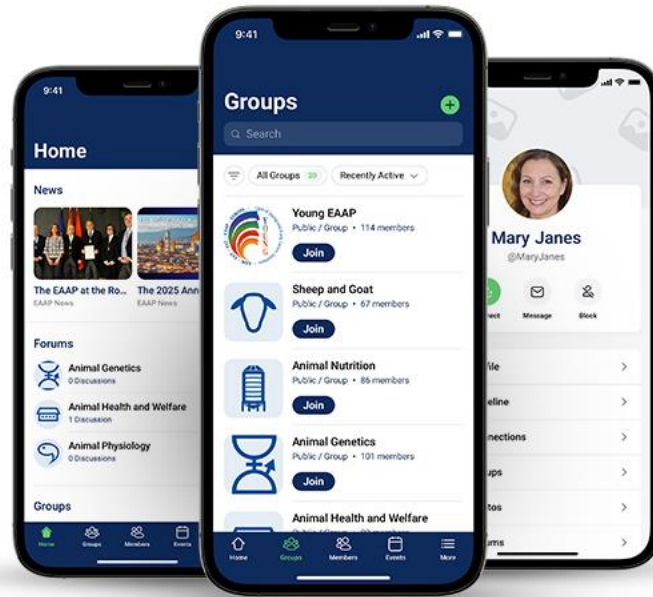 9:41
Home
News
The EAAP at the Ro...
EAAP News
The 2025 Ann
EAAP News
Forums
Animal Genetics
0 Discussions
Animal Health and Welfare
1 Discussion
Animal Physiology
0 Discussions
Groups
Home
Groups
Members
Events
9:41
Groups
Search
All Groups 20
Recently Active
Young EAAP
Public / Group • 114 members
Join
Sheep and Goat
Public / Group • 67 members
Join
Animal Nutrition
Public / Group • 86 members
Join
Animal Genetics
Public / Group • 101 members
Join
Animal Health and Welfare
Home
Groups
Members
Events
More
Mary Janes
@MaryJanes
Message
Block